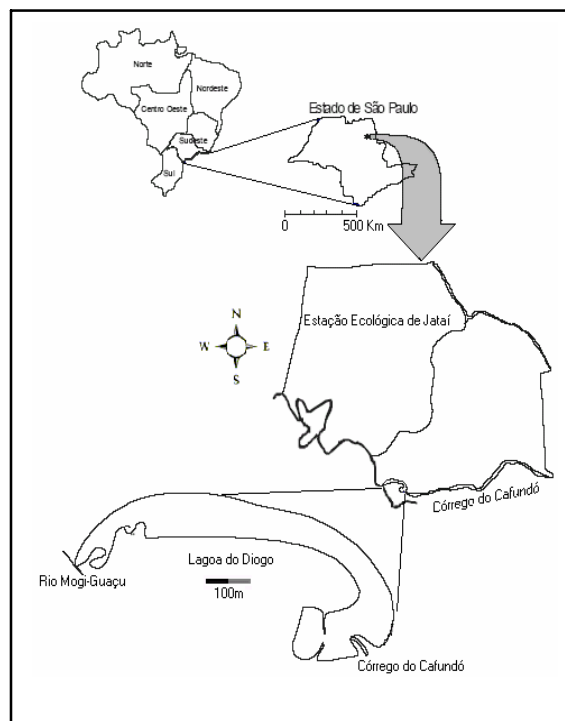 Norte
Nordeste
Centro Oeste
Sudeste
Sul
Estado de São Paulo
0 500 Km
Estação Ecológica de Jataí
N
W E
S
Córrego do Cafundó
Lagoa do Diogo
Rio Mogi-Guaçu
100m
Córrego do Cafundó